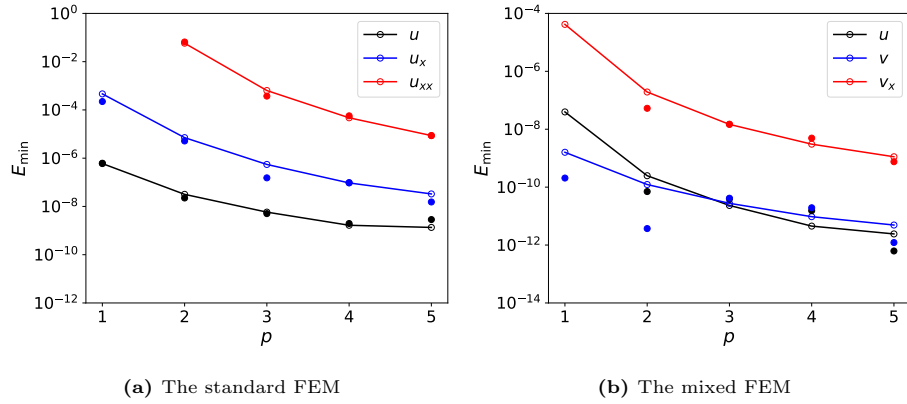 10^0
10^-2
10^-4
10^-6
10^-8
10^-10
10^-12
E_min
1 2 3 4 5
p
u
u_x
u_xx
(a) The standard FEM
10^-4
10^-6
10^-8
10^-10
10^-12
10^-14
E_min
1 2 3 4 5
p
u
v
v_x
(b) The mixed FEM